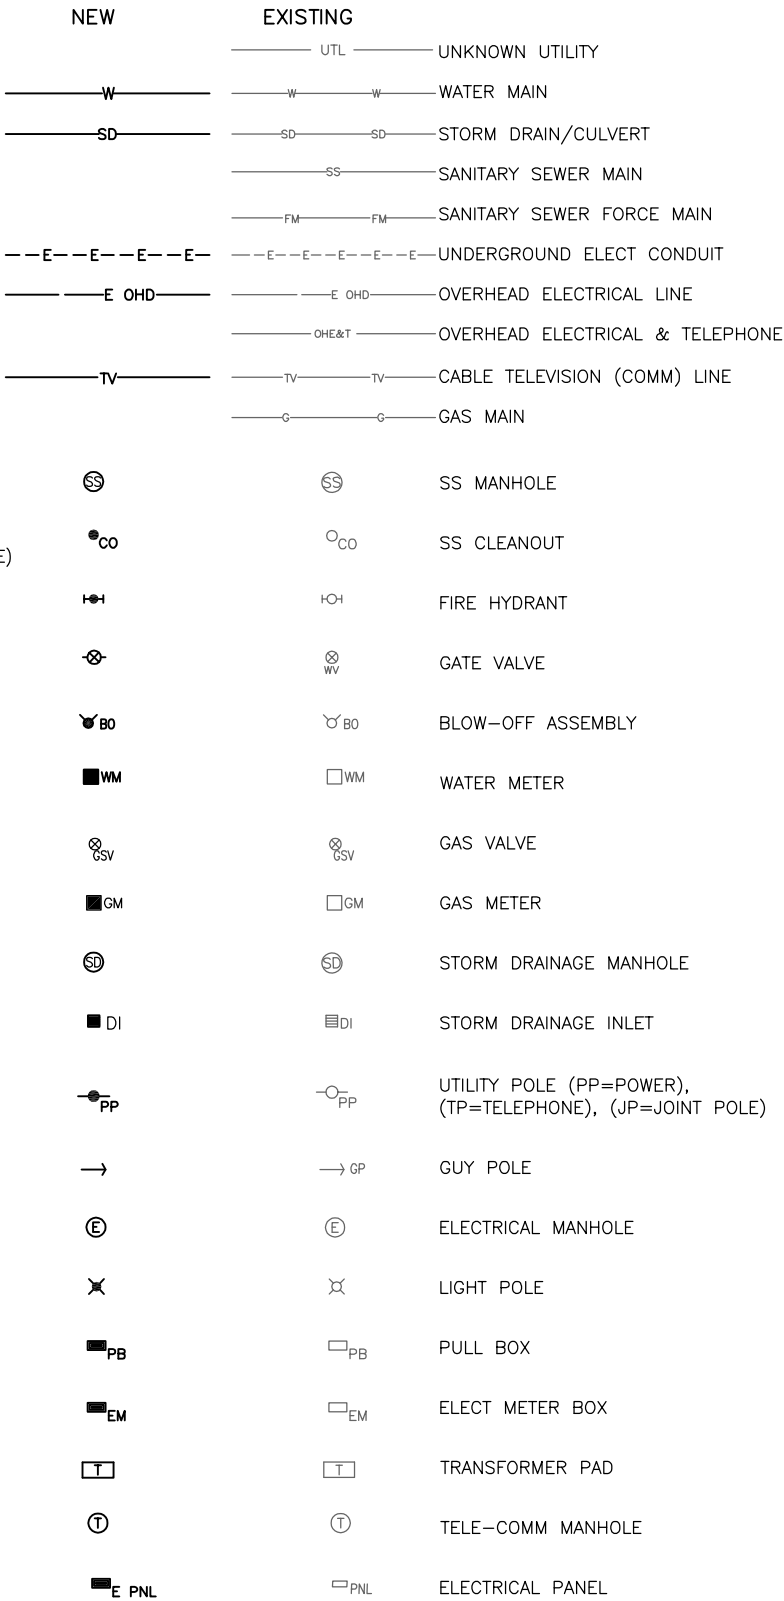 NEW EXISTING
UTL UNKNOWN UTILITY
W W W WATER MAIN
SD SD SD STORM DRAIN/CULVERT
SS SANITARY SEWER MAIN
FM FM SANITARY SEWER FORCE MAIN
E E E E E E E E E UNDERGROUND ELECT CONDUIT
E OHD E OHD OVERHEAD ELECTRICAL LINE
OHE&T OVERHEAD ELECTRICAL & TELEPHONE
TV TV TV CABLE TELEVISION (COMM) LINE
G G GAS MAIN
SS SS SS MANHOLE
CO CO SS CLEANOUT
E)
FIRE HYDRANT
WV GATE VALVE
BO BO BLOW-OFF ASSEMBLY
WM WM WATER METER
GSV GSV GAS VALVE
GM GM GAS METER
SD SD STORM DRAINAGE MANHOLE
DI DI STORM DRAINAGE INLET
PP PP UTILITY POLE (PP=POWER),
(TP=TELEPHONE), (JP=JOINT POLE)
GP GUY POLE
E E ELECTRICAL MANHOLE
LIGHT POLE
PB PB PULL BOX
EM EM ELECT METER BOX
T T TRANSFORMER PAD
T T TELE-COMM MANHOLE
E PNL PNL ELECTRICAL PANEL